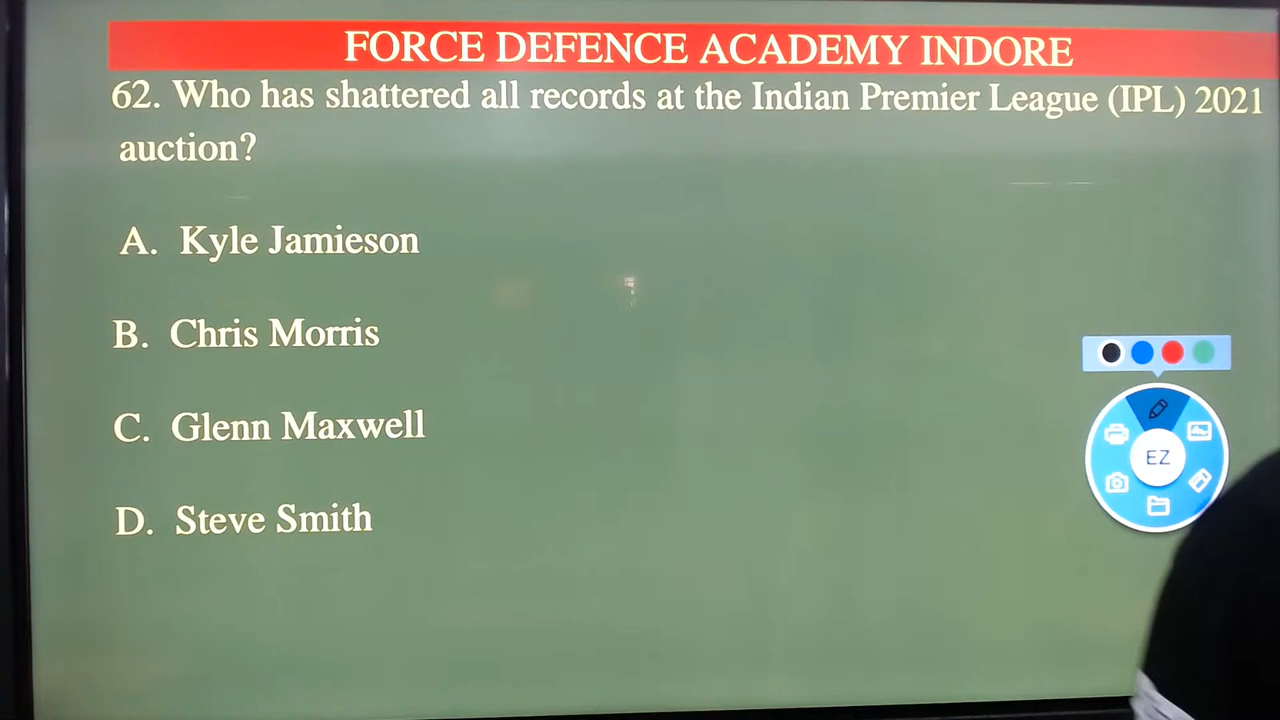 FORCE DEFENCE ACADEMY INDORE
62. Who has shattered all records at the Indian Premier League (IPL) 2021
auction?
A. Kyle Jamieson
B. Chris Morris
C. Glenn Maxwell
EZ
D. Steve Smith